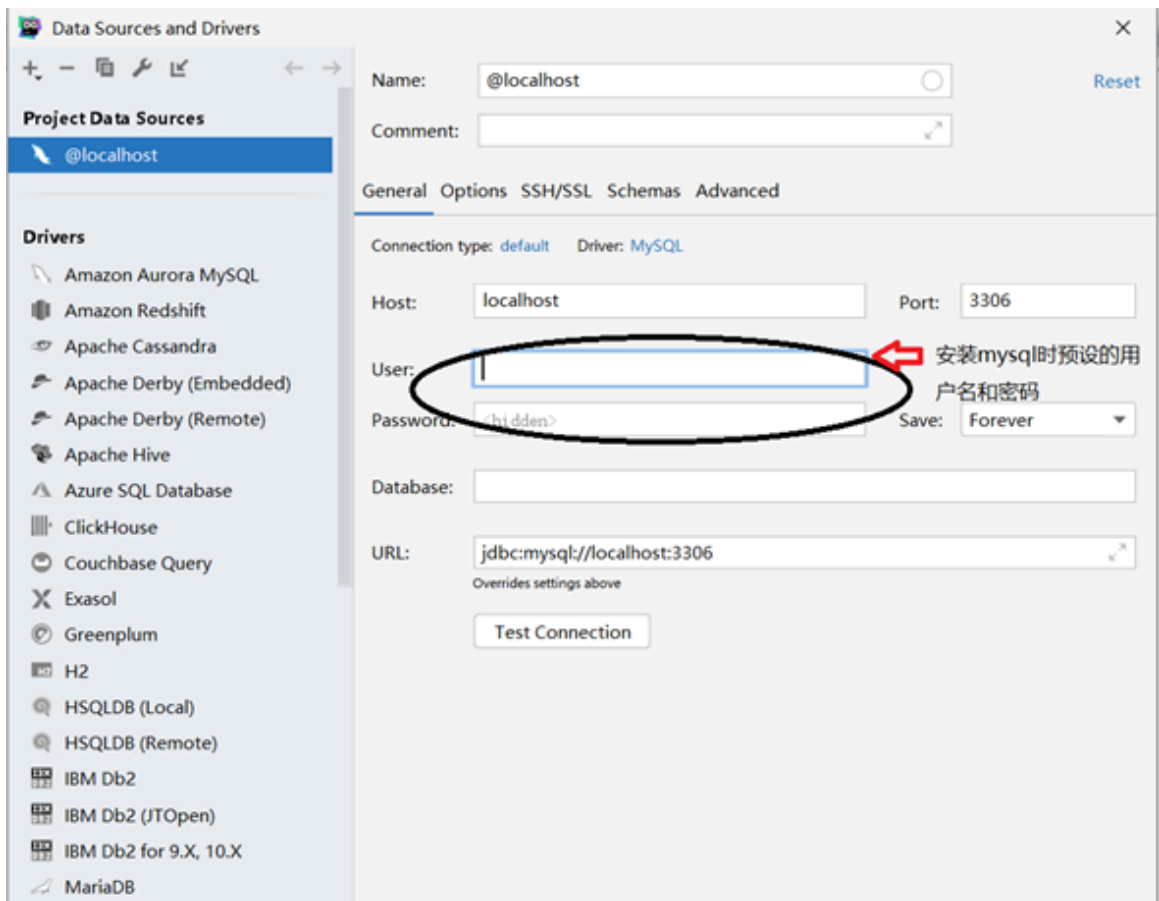 Data Sources and Drivers
Project Data Sources
@localhost
Drivers
Amazon Aurora MySQL
Amazon Redshift
Apache Cassandra
Apache Derby (Embedded)
Apache Derby (Remote)
Apache Hive
Azure SQL Database
ClickHouse
Couchbase Query
Exasol
Greenplum
H2
HSQLDB (Local)
HSQLDB (Remote)
IBM Db2
IBM Db2 (JTOpen)
IBM Db2 for 9.X, 10.X
MariaDB
Name: @localhost Reset
Comment:
General Options SSH/SSL Schemas Advanced
Connection type: default Driver: MySQL
Host: localhost Port: 3306
User:
安装mysql时预设的用
户名和密码
Password: <hidden> Save: Forever
Database:
URL: jdbc:mysql://localhost:3306
Overrides settings above
Test Connection